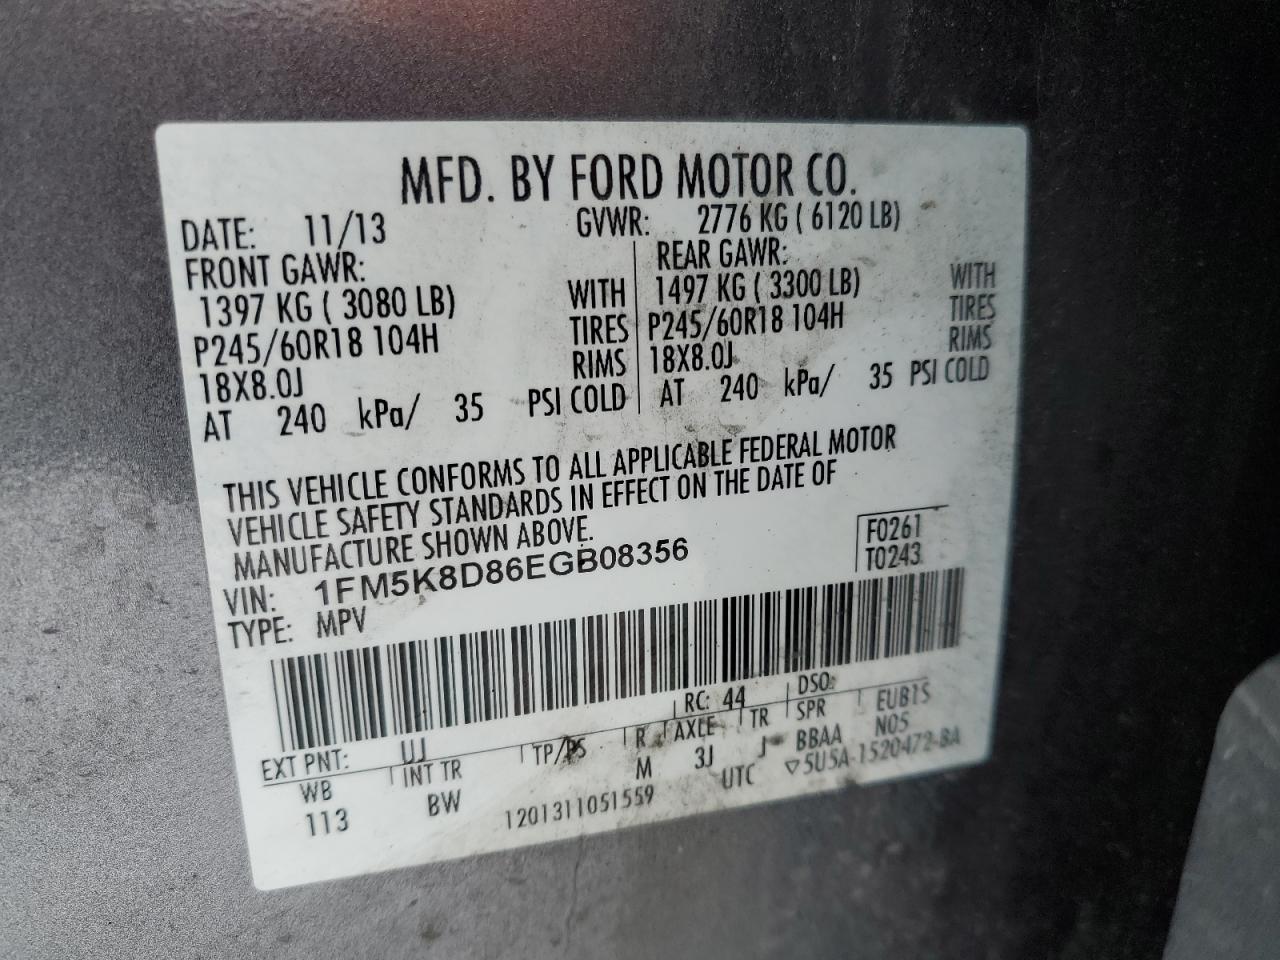 MFD. BY FORD MOTOR CO.
DATE: 11/13 GVWR: 2776 KG ( 6120 LB)
FRONT GAWR: REAR GAWR:
1397 KG ( 3080 LB) WITH 1497 KG ( 3300 LB) WITH
P245/60R18 104H TIRES P245/60R18 104H TIRES
18X8.0J RIMS 18X8.0J RIMS
AT 240 kPa/ 35 PSI COLD AT 240 kPa/ 35 PSI COLD
THIS VEHICLE CONFORMS TO ALL APPLICABLE FEDERAL MOTOR
VEHICLE SAFETY STANDARDS IN EFFECT ON THE DATE OF
MANUFACTURE SHOWN ABOVE.
F0261
T0243
VIN: 1FM5K8D86EGB08356
TYPE: MPV
EXT PNT: UJ RC: 44 DSO:
WB INT TR TP/PS R AXLE TR SPR EUB1S
113 BW M 3J J BBAA N05
1201311051559 UTC ▽5U5A-1520472-BA